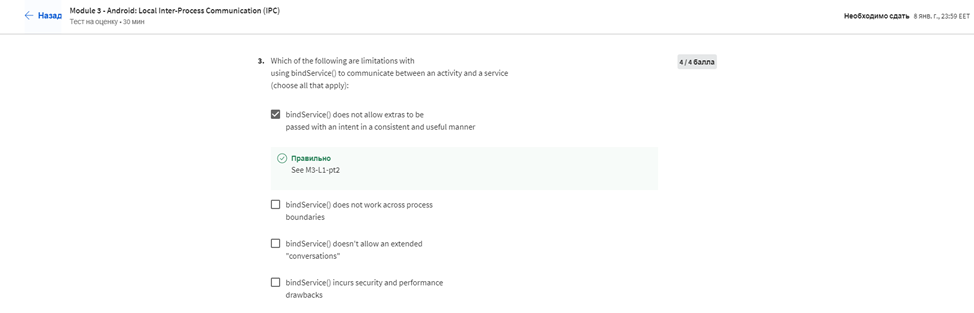 Назад
Module 3 - Android: Local Inter-Process Communication (IPC)
Тест на оценку • 30 мин
Необходимо сдать 8 янв. г., 23:59 EET
3. Which of the following are limitations with
using bindService() to communicate between an activity and a service
(choose all that apply):
4 / 4 балла
bindService() does not allow extras to be
passed with an intent in a consistent and useful manner
Правильно
See M3-L1-pt2
bindService() does not work across process
boundaries
bindService() doesn't allow an extended
"conversations"
bindService() incurs security and performance
drawbacks